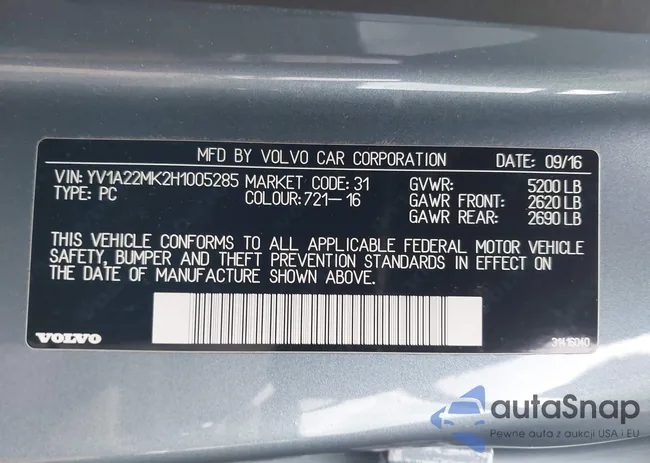 MFD BY VOLVO CAR CORPORATION DATE: 09/16
VIN: YV1A22MK2H1005285 MARKET CODE: 31 GVWR: 5200 LB
TYPE: PC COLOUR: 721-16 GAWR FRONT: 2620 LB
GAWR REAR: 2690 LB
THIS VEHICLE CONFORMS TO ALL APPLICABLE FEDERAL MOTOR VEHICLE
SAFETY, BUMPER AND THEFT PREVENTION STANDARDS IN EFFECT ON
THE DATE OF MANUFACTURE SHOWN ABOVE.
VOLVO 31416040
autaSnap
Pewne auta z aukcji USA i EU